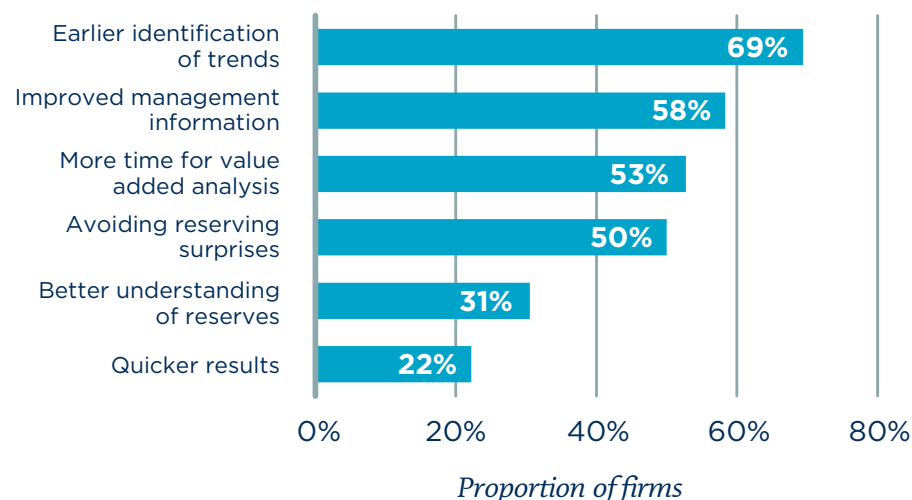 Earlier identification
of trends
69%
Improved management
information
58%
More time for value
added analysis
53%
Avoiding reserving
surprises
50%
Better understanding
of reserves
31%
Quicker results
22%
0%
20%
40%
60%
80%
Proportion of firms